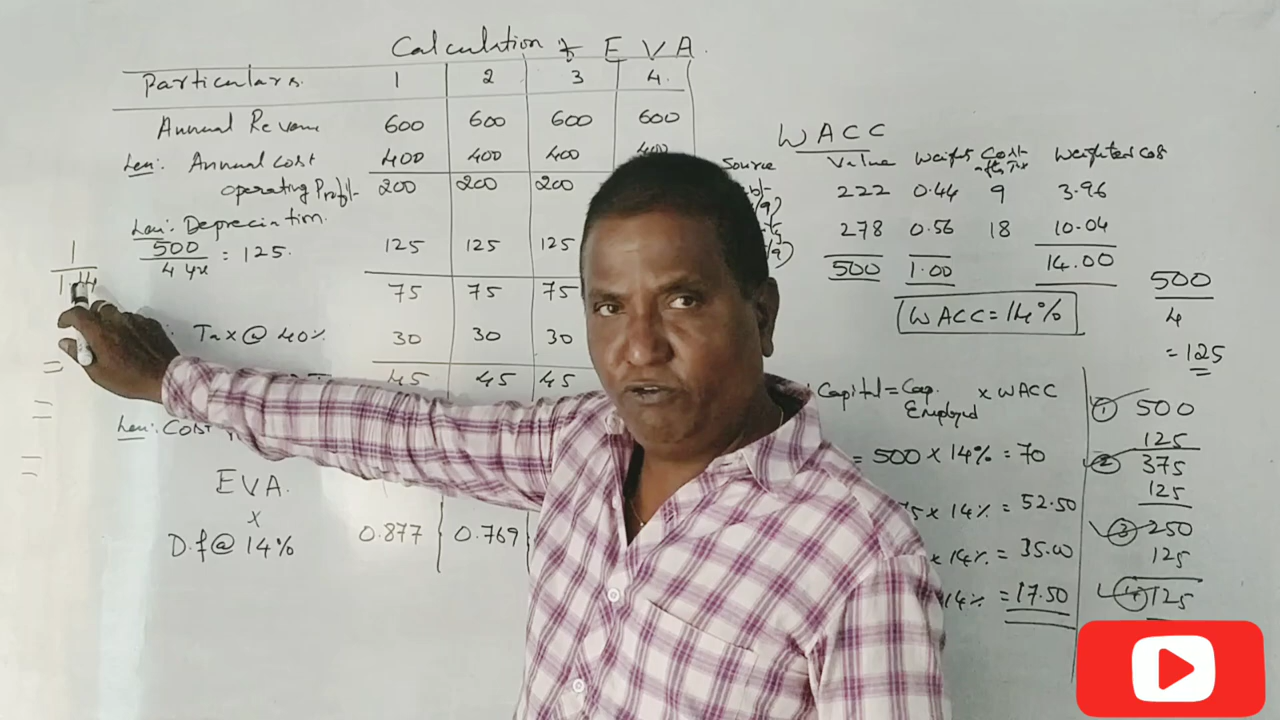 Calculation of EVA.
Particulars. 1 2 3 4.
Annual Revenue 600 600 600 600
Less: Annual cost 400 400 400 400
operating Profit 200 200 200
Less: Depreciation.
500 / 4 yrs = 125. 125 125 125
75 75 75
Tax @ 40% 30 30 30
45 45 45
Less: Cost
EVA.
x
D.f @ 14% 0.877 0.769
1
=
=
=
WACC
Source Value Weights Cost after Tax Weighted Cost
222 0.44 9 3.96
278 0.56 18 10.04
500 1.00 14.00
WACC = 14%
500
4
= 125
Capital = Cap. Employed x WACC
= 500 x 14% = 70
75 x 14% = 52.50
x 14% = 35.00
14% = 17.50
1 500
125
2 375
125
3 250
125
4 125